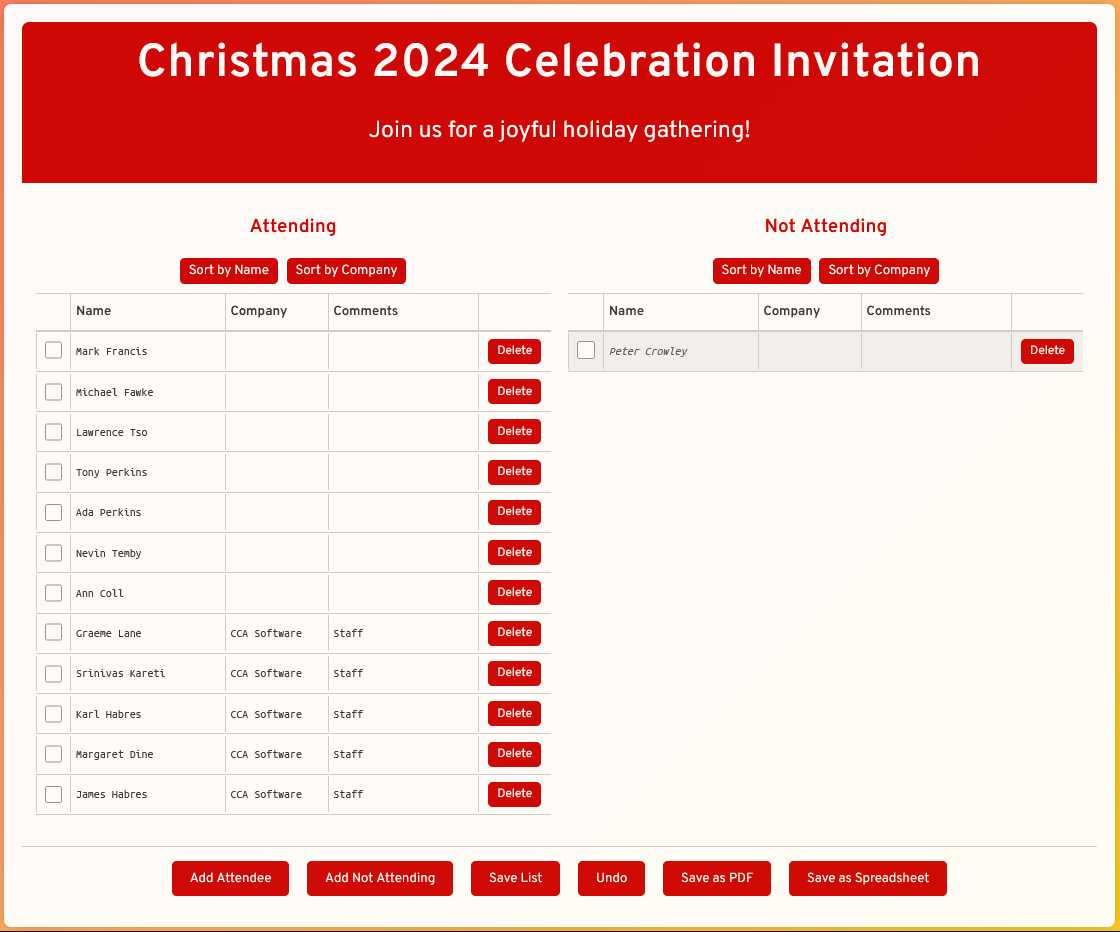 Christmas 2024 Celebration Invitation
Join us for a joyful holiday gathering!
Attending
Sort by Name Sort by Company
Name Company Comments
Mark Francis Delete
Michael Fawke Delete
Lawrence Tso Delete
Tony Perkins Delete
Ada Perkins Delete
Nevin Temby Delete
Ann Coll Delete
Graeme Lane CCA Software Staff Delete
Srinivas Kareti CCA Software Staff Delete
Karl Habres CCA Software Staff Delete
Margaret Dine CCA Software Staff Delete
James Habres CCA Software Staff Delete
Not Attending
Sort by Name Sort by Company
Name Company Comments
Peter Crowley Delete
Add Attendee Add Not Attending Save List Undo Save as PDF Save as Spreadsheet